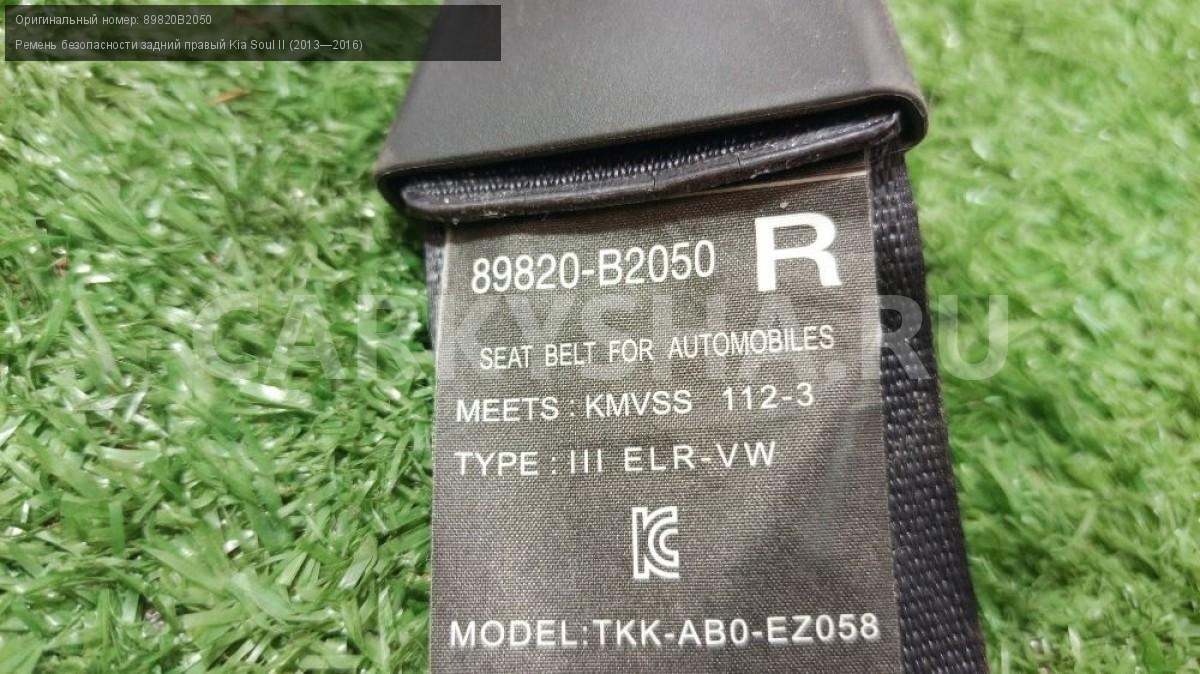 Оригинальный номер: 89820B2050
Ремень безопасности задний правый Kia Soul II (2013—2016)
89820-B2050 R
CARKYSHA.RU
SEAT BELT FOR AUTOMOBILES
MEETS : KMVSS 112-3
TYPE : III ELR-VW
KC
MODEL:TKK-AB0-EZ058